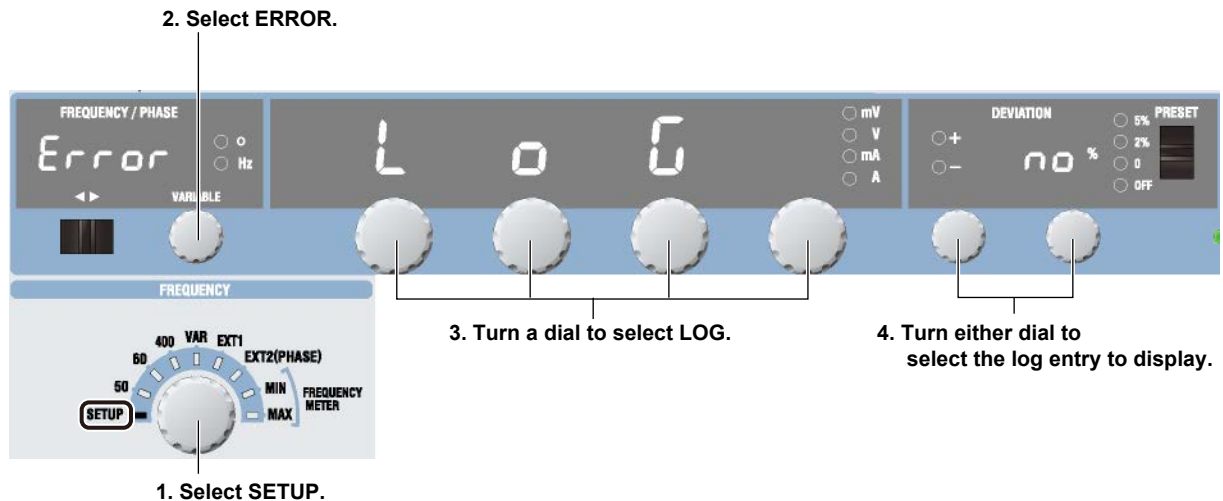 2. Select ERROR.
FREQUENCY / PHASE
Error
° 
Hz
◄ ►
VARIABLE
L o G
mV
V
mA
A
DEVIATION
+
−
no %
5%
2%
0
OFF
PRESET
3. Turn a dial to select LOG.
4. Turn either dial to
select the log entry to display.
FREQUENCY
SETUP
50
60
400
VAR
EXT1
EXT2(PHASE)
MIN
MAX
FREQUENCY
METER
1. Select SETUP.